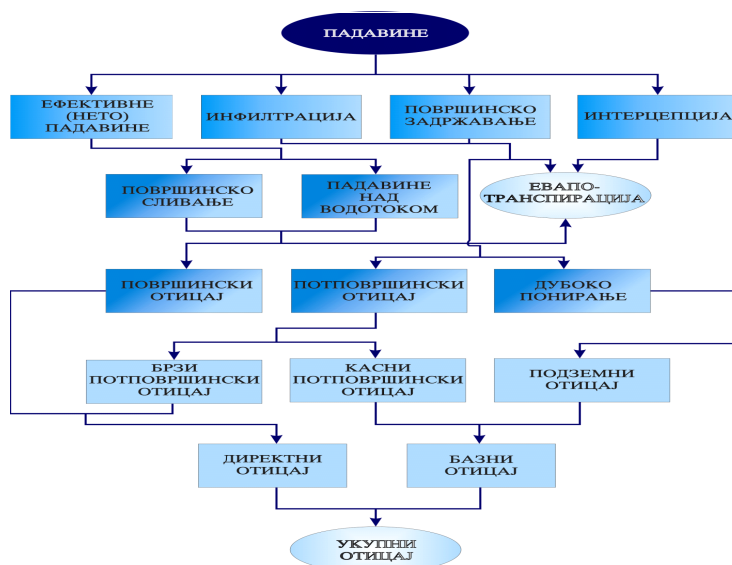 ПАДАВИНЕ
ЕФЕКТИВНЕ
(НЕТО)
ПАДАВИНЕ
ИНФИЛТРАЦИЈА
ПОВРШИНСКО
ЗАДРЖАВАЊЕ
ИНТЕРЦЕПЦИЈА
ПОВРШИНСКО
СЛИВАЊЕ
ПАДАВИНЕ
НАД
ВОДОТОКОМ
ЕВАПО-
ТРАНСПИРАЦИЈА
ПОВРШИНСКИ
ОТИЦАЈ
ПОТПОВРШИНСКИ
ОТИЦАЈ
ДУБОКО
ПОНИРАЊЕ
БРЗИ
ПОТПОВРШИНСКИ
ОТИЦАЈ
КАСНИ
ПОТПОВРШИНСКИ
ОТИЦАЈ
ПОДЗЕМНИ
ОТИЦАЈ
ДИРЕКТНИ
ОТИЦАЈ
БАЗНИ
ОТИЦАЈ
УКУПНИ
ОТИЦАЈ